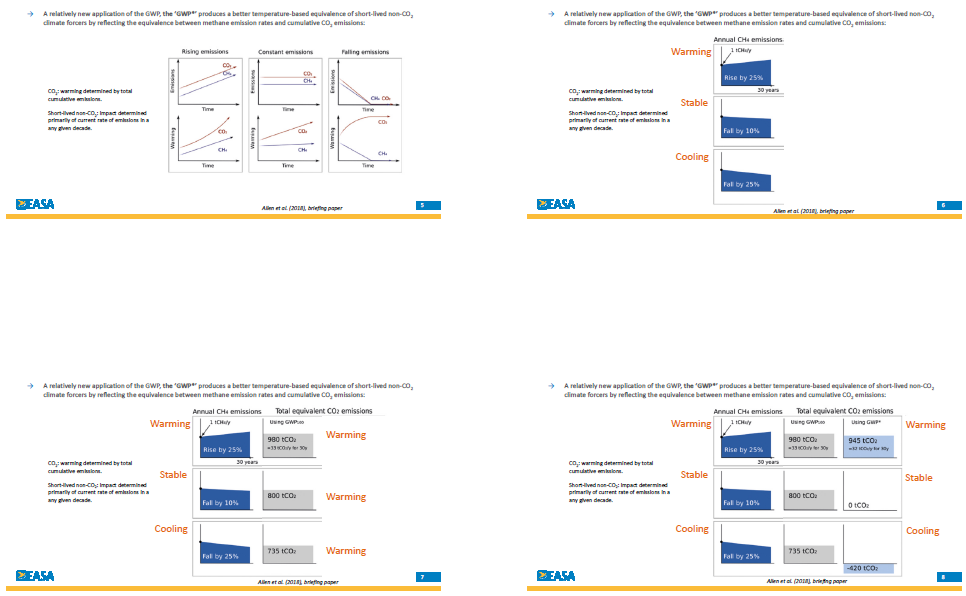 → A relatively new application of the GWP, the 'GWP*' produces a better temperature-based equivalence of short-lived non-CO₂
climate forcers by reflecting the equivalence between methane emission rates and cumulative CO₂ emissions:
Rising emissions Constant emissions Falling emissions
Emissions CO₂ CH₄ Time
Emissions CO₂ CH₄ Time
Emissions CH₄ CO₂ Time
CO₂: warming determined by total
cumulative emissions.
Short-lived non-CO₂: Impact determined
primarily of current rate of emissions in a
any given decade.
Warming CO₂ CH₄ Time
Warming CO₂ CH₄ Time
Warming CO₂ CH₄ Time
EASA
Allen et al. (2018), briefing paper
5
→ A relatively new application of the GWP, the 'GWP*' produces a better temperature-based equivalence of short-lived non-CO₂
climate forcers by reflecting the equivalence between methane emission rates and cumulative CO₂ emissions:
Annual CH₄ emissions
Warming
1 tCH₄/y
Rise by 25%
30 years
CO₂: warming determined by total
cumulative emissions.
Short-lived non-CO₂: Impact determined
primarily of current rate of emissions in a
any given decade.
Stable
Fall by 10%
Cooling
Fall by 25%
EASA
Allen et al. (2018), briefing paper
6
→ A relatively new application of the GWP, the 'GWP*' produces a better temperature-based equivalence of short-lived non-CO₂
climate forcers by reflecting the equivalence between methane emission rates and cumulative CO₂ emissions:
Annual CH₄ emissions Total equivalent CO₂ emissions
Warming
1 tCH₄/y
Using GWP₁₀₀
980 tCO₂
=33 tCO₂/y for 30y
Warming
Rise by 25%
30 years
CO₂: warming determined by total
cumulative emissions.
Short-lived non-CO₂: Impact determined
primarily of current rate of emissions in a
any given decade.
Stable
Fall by 10%
800 tCO₂
Warming
Cooling
Fall by 25%
735 tCO₂
Warming
EASA
Allen et al. (2018), briefing paper
7
→ A relatively new application of the GWP, the 'GWP*' produces a better temperature-based equivalence of short-lived non-CO₂
climate forcers by reflecting the equivalence between methane emission rates and cumulative CO₂ emissions:
Annual CH₄ emissions Total equivalent CO₂ emissions
Warming
1 tCH₄/y
Using GWP₁₀₀
Using GWP*
980 tCO₂
=33 tCO₂/y for 30y
945 tCO₂
=32 tCO₂/y for 30y
Warming
Rise by 25%
30 years
CO₂: warming determined by total
cumulative emissions.
Short-lived non-CO₂: Impact determined
primarily of current rate of emissions in a
any given decade.
Stable
Fall by 10%
800 tCO₂
0 tCO₂
Stable
Cooling
Fall by 25%
735 tCO₂
-420 tCO₂
Cooling
EASA
Allen et al. (2018), briefing paper
8